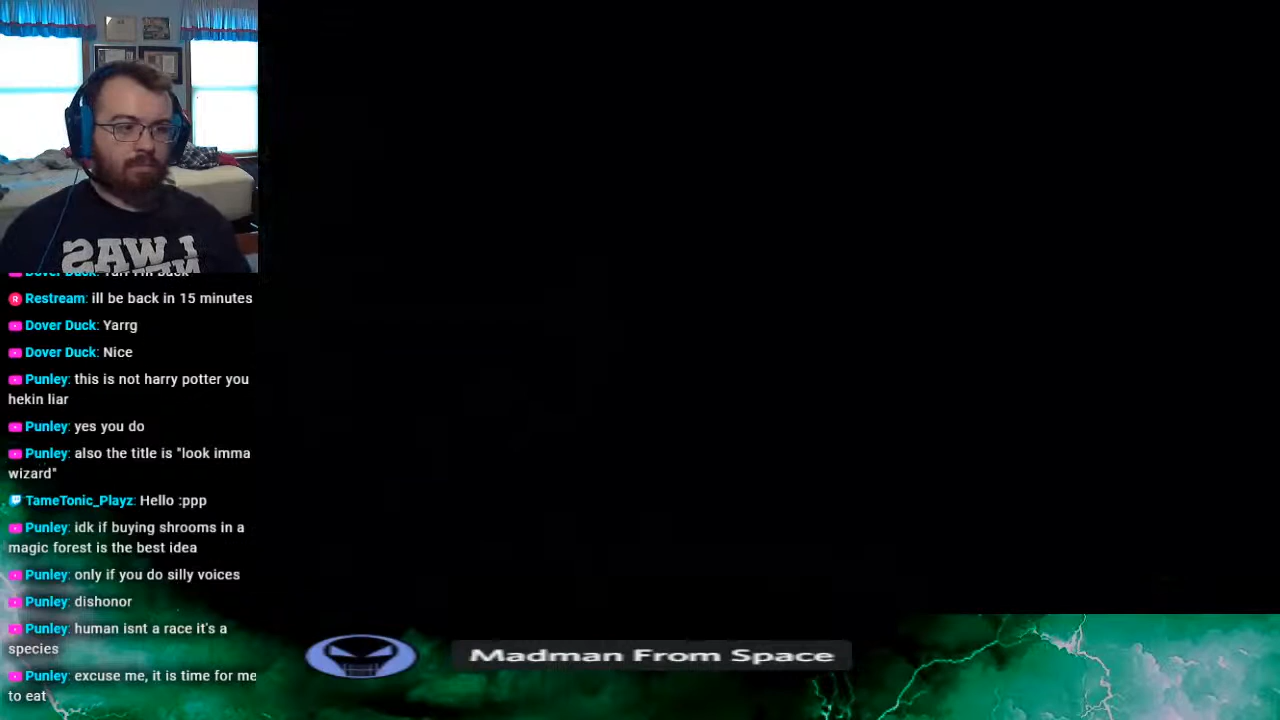 I WAS
Restream: ill be back in 15 minutes
Dover Duck: Yarrg
Dover Duck: Nice
Punley: this is not harry potter you
hekin liar
Punley: yes you do
Punley: also the title is "look imma
wizard"
TameTonic_Playz: Hello :ppp
Punley: idk if buying shrooms in a
magic forest is the best idea
Punley: only if you do silly voices
Punley: dishonor
Punley: human isnt a race it's a
species
Punley: excuse me, it is time for me
to eat
Madman From Space